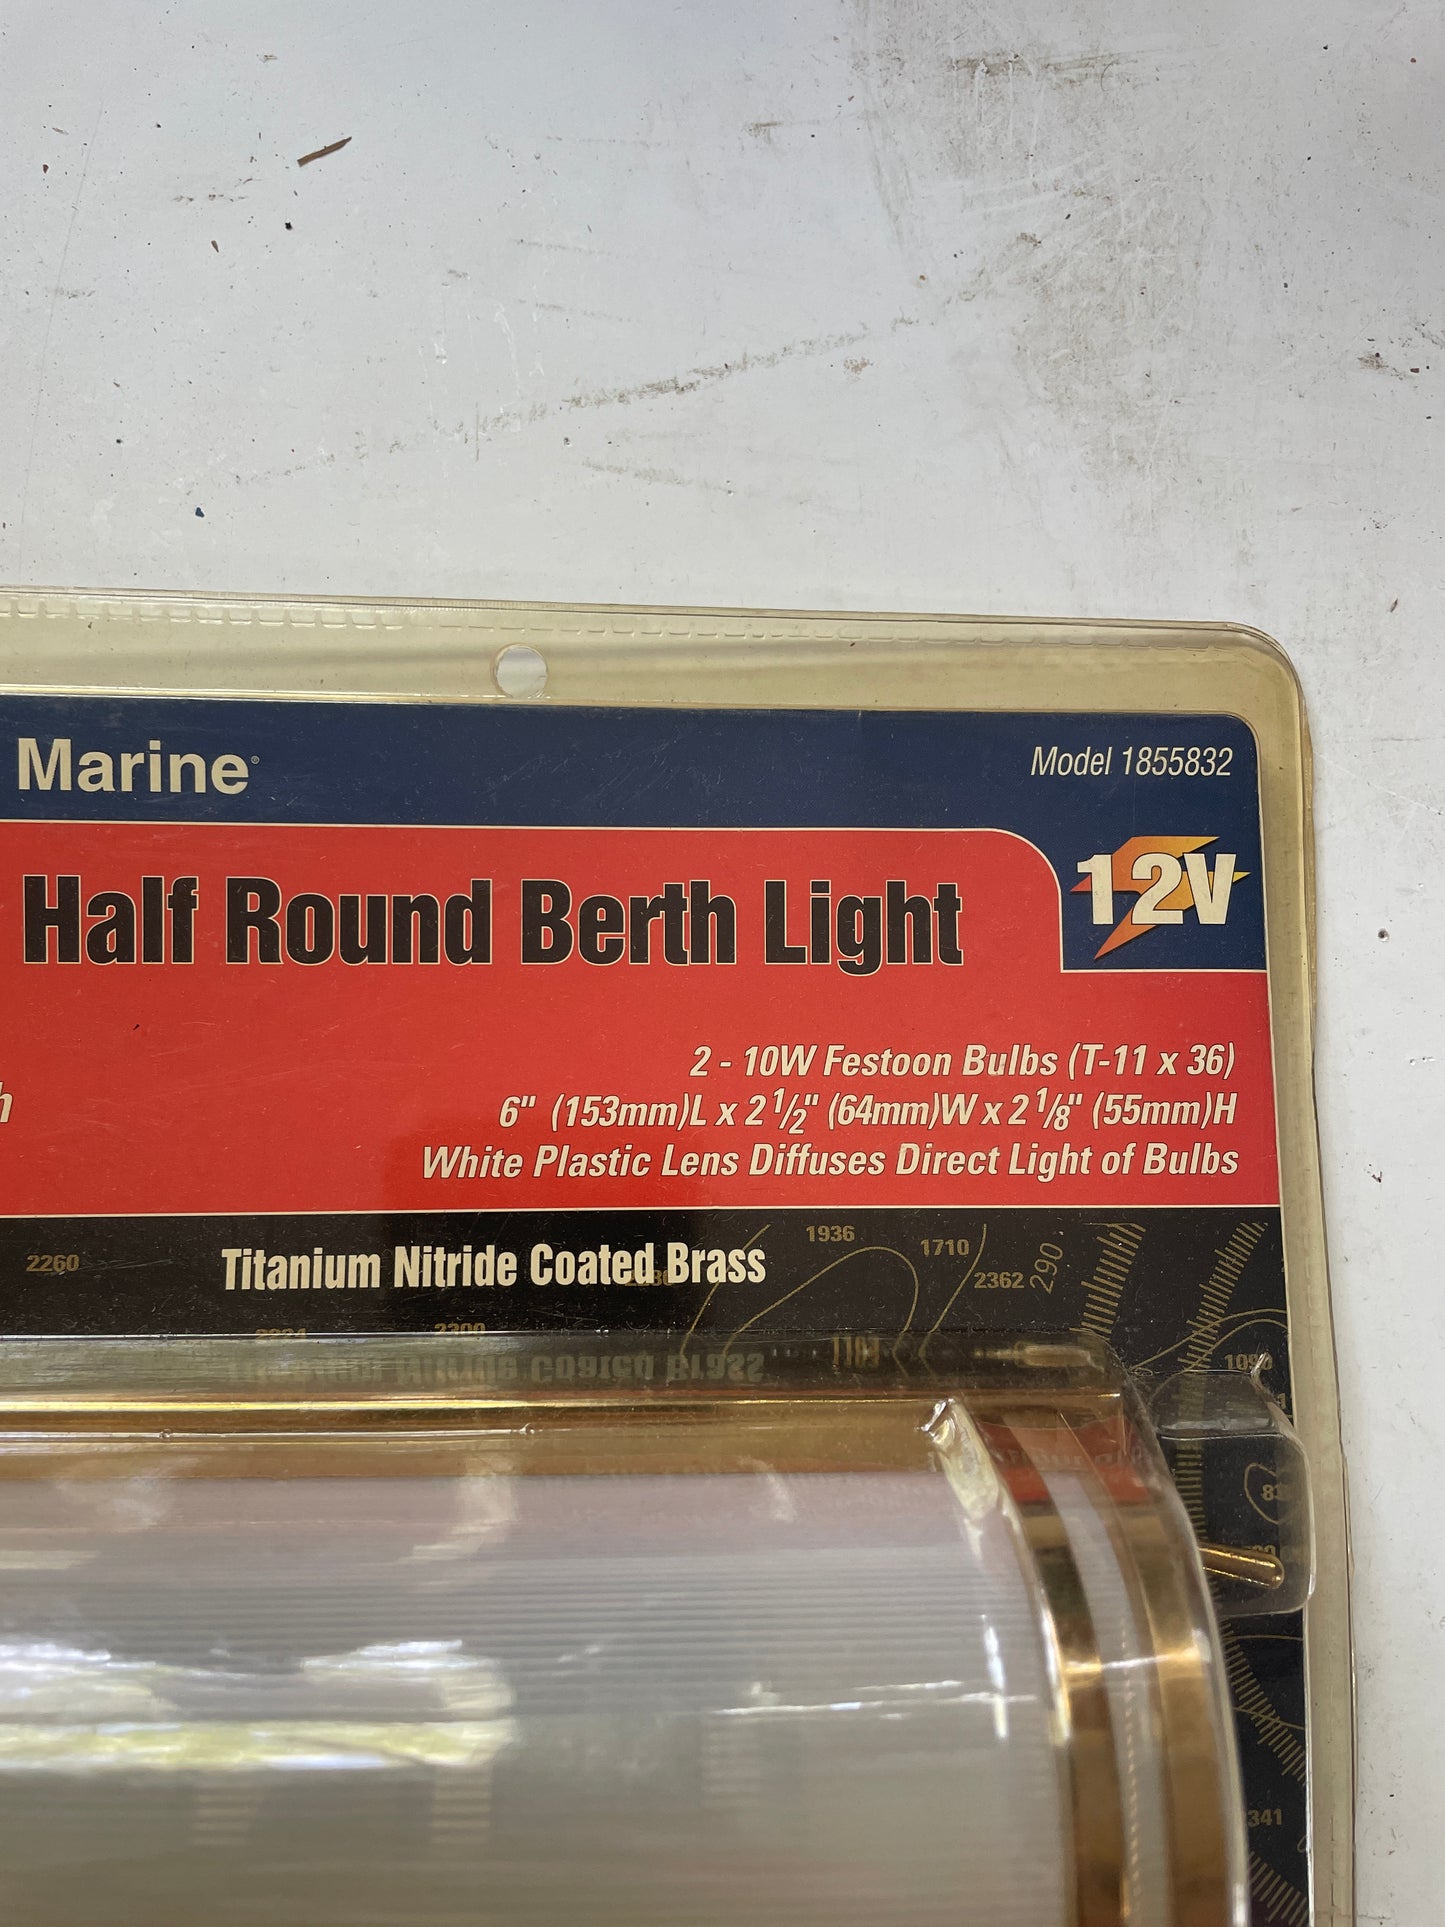 Marine®
Model 1855832
12V
Half Round Berth Light
2 - 10W Festoon Bulbs (T-11 x 36)
6" (153mm)L x 2 1/2" (64mm)W x 2 1/8" (55mm)H
White Plastic Lens Diffuses Direct Light of Bulbs
Titanium Nitride Coated Brass
2260
1936
1710
2362
290